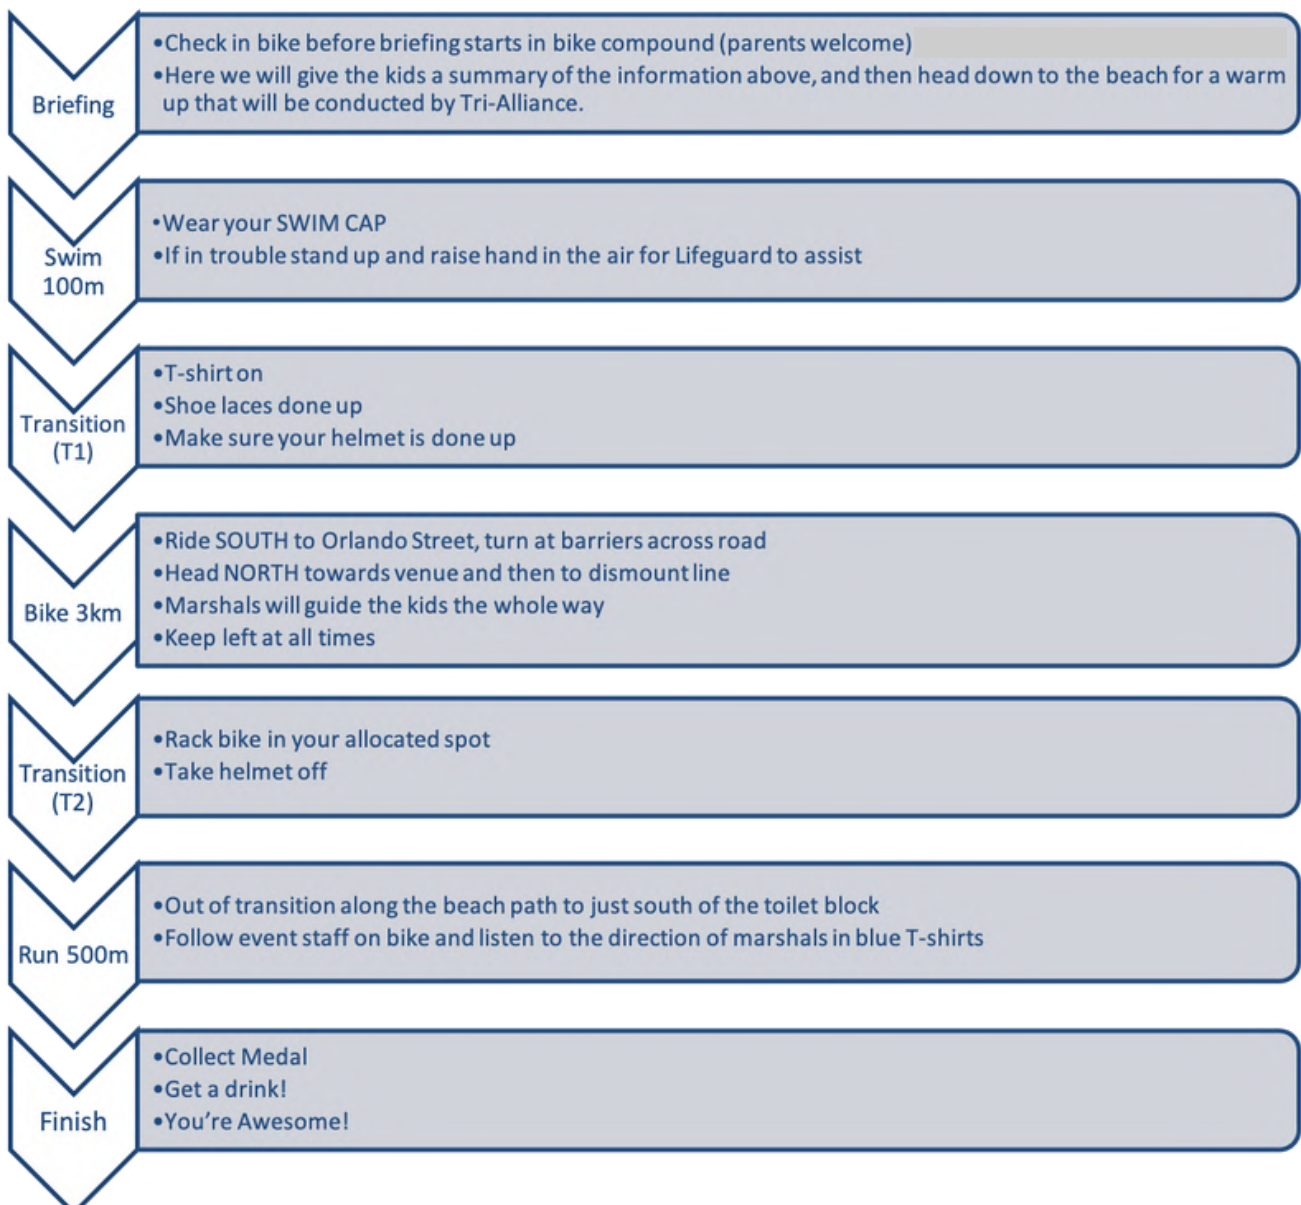 Briefing
•Check in bike before briefing starts in bike compound (parents welcome)
•Here we will give the kids a summary of the information above, and then head down to the beach for a warm
up that will be conducted by Tri-Alliance.
Swim
100m
•Wear your SWIM CAP
•If in trouble stand up and raise hand in the air for Lifeguard to assist
Transition
(T1)
•T-shirt on
•Shoe laces done up
•Make sure your helmet is done up
Bike 3km
•Ride SOUTH to Orlando Street, turn at barriers across road
•Head NORTH towards venue and then to dismount line
•Marshals will guide the kids the whole way
•Keep left at all times
Transition
(T2)
•Rack bike in your allocated spot
•Take helmet off
Run 500m
•Out of transition along the beach path to just south of the toilet block
•Follow event staff on bike and listen to the direction of marshals in blue T-shirts
Finish
•Collect Medal
•Get a drink!
•You're Awesome!